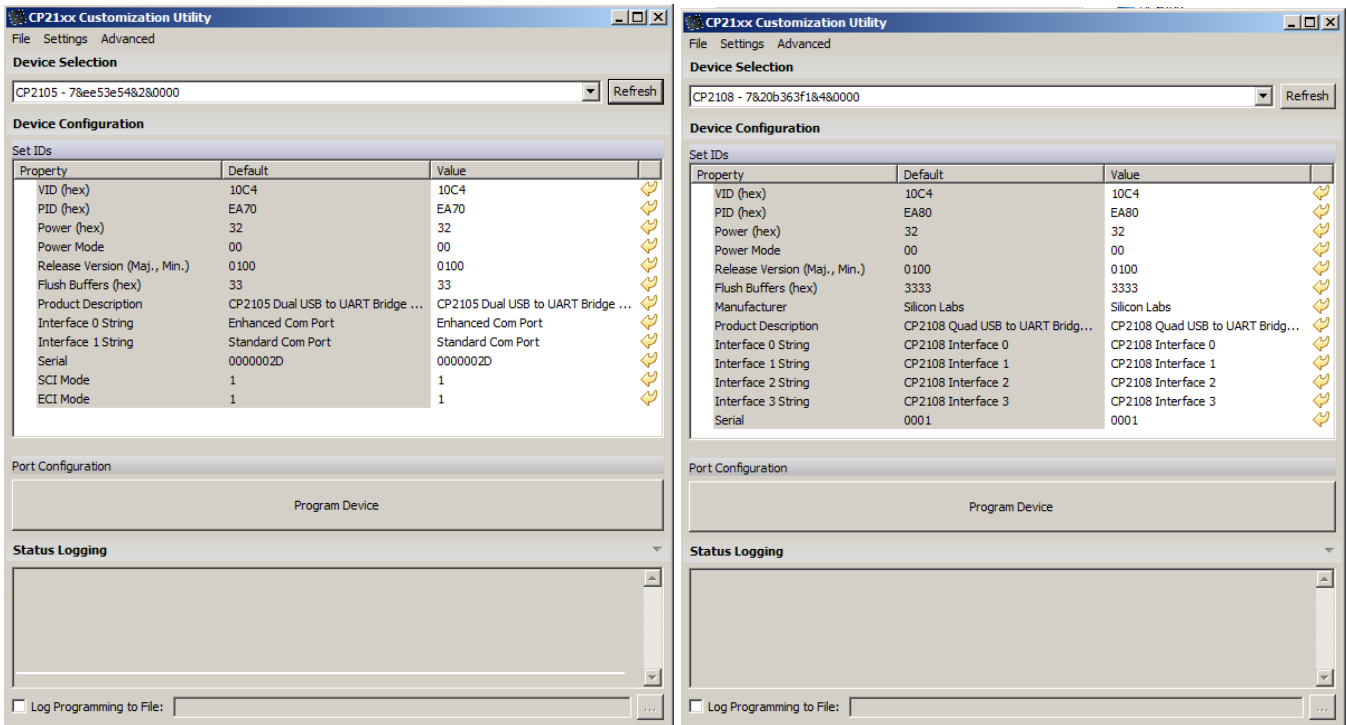 CP21xx Customization Utility
File Settings Advanced
Device Selection
CP2105 - 7&ee53e54&2&0000 Refresh
Device Configuration
Set IDs
Property Default Value
VID (hex) 10C4 10C4
PID (hex) EA70 EA70
Power (hex) 32 32
Power Mode 00 00
Release Version (Maj., Min.) 0100 0100
Flush Buffers (hex) 33 33
Product Description CP2105 Dual USB to UART Bridge ... CP2105 Dual USB to UART Bridge ...
Interface 0 String Enhanced Com Port Enhanced Com Port
Interface 1 String Standard Com Port Standard Com Port
Serial 0000002D 0000002D
SCI Mode 1 1
ECI Mode 1 1
Port Configuration
Program Device
Status Logging
Log Programming to File: ...
CP21xx Customization Utility
File Settings Advanced
Device Selection
CP2108 - 7&20b363f1&4&0000 Refresh
Device Configuration
Set IDs
Property Default Value
VID (hex) 10C4 10C4
PID (hex) EA80 EA80
Power (hex) 32 32
Power Mode 00 00
Release Version (Maj., Min.) 0100 0100
Flush Buffers (hex) 3333 3333
Manufacturer Silicon Labs Silicon Labs
Product Description CP2108 Quad USB to UART Bridg... CP2108 Quad USB to UART Bridg...
Interface 0 String CP2108 Interface 0 CP2108 Interface 0
Interface 1 String CP2108 Interface 1 CP2108 Interface 1
Interface 2 String CP2108 Interface 2 CP2108 Interface 2
Interface 3 String CP2108 Interface 3 CP2108 Interface 3
Serial 0001 0001
Port Configuration
Program Device
Status Logging
Log Programming to File: ...